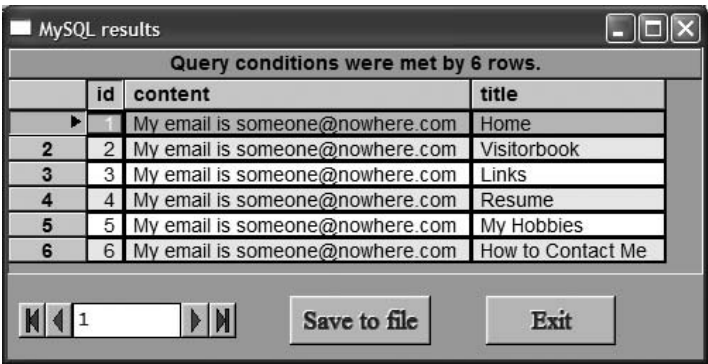 MySQL results
Query conditions were met by 6 rows.
id content title
1 My email is someone@nowhere.com Home
2 2 My email is someone@nowhere.com Visitorbook
3 3 My email is someone@nowhere.com Links
4 4 My email is someone@nowhere.com Resume
5 5 My email is someone@nowhere.com My Hobbies
6 6 My email is someone@nowhere.com How to Contact Me
1 Save to file Exit